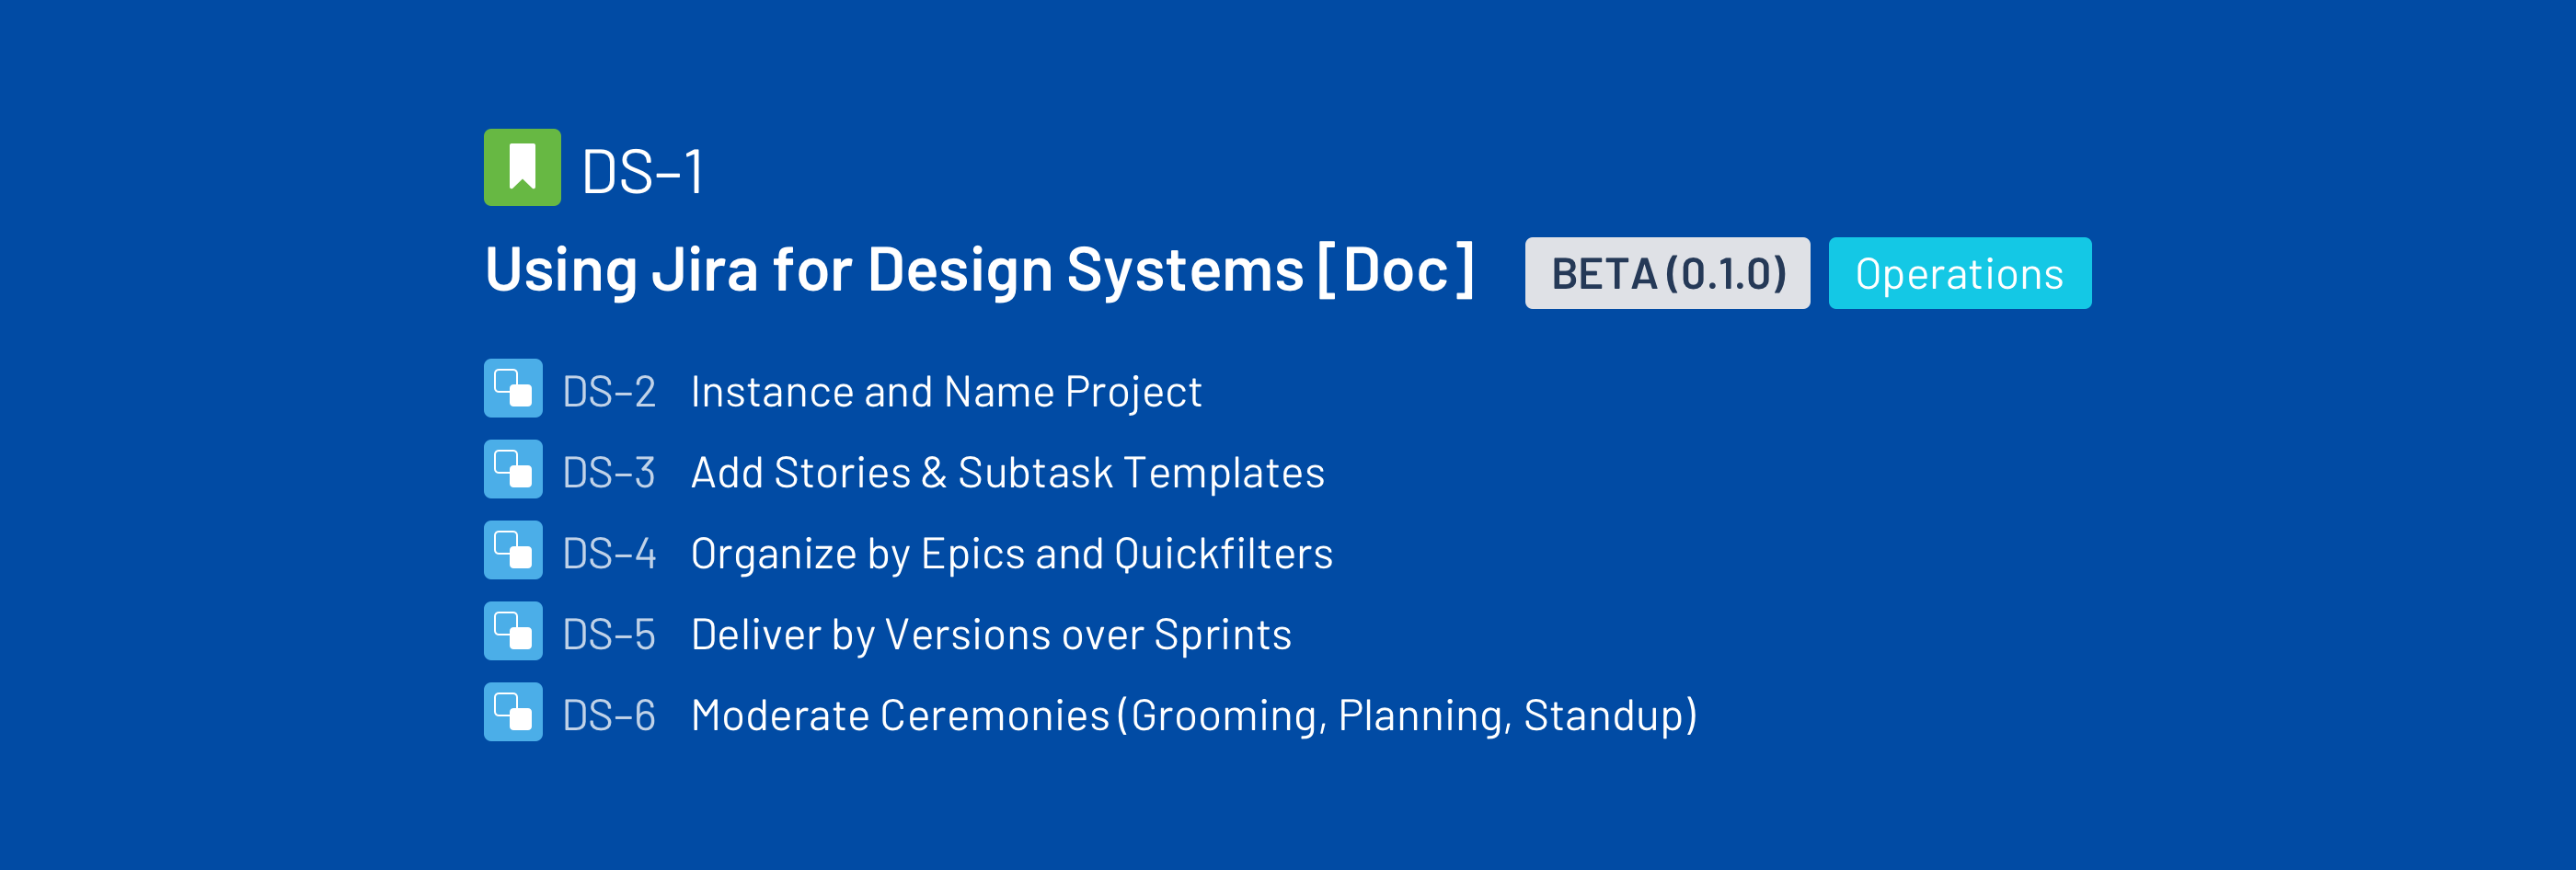 DS-1
Using Jira for Design Systems [Doc] BETA (0.1.0) Operations
DS-2 Instance and Name Project
DS-3 Add Stories & Subtask Templates
DS-4 Organize by Epics and Quickfilters
DS-5 Deliver by Versions over Sprints
DS-6 Moderate Ceremonies (Grooming, Planning, Standup)